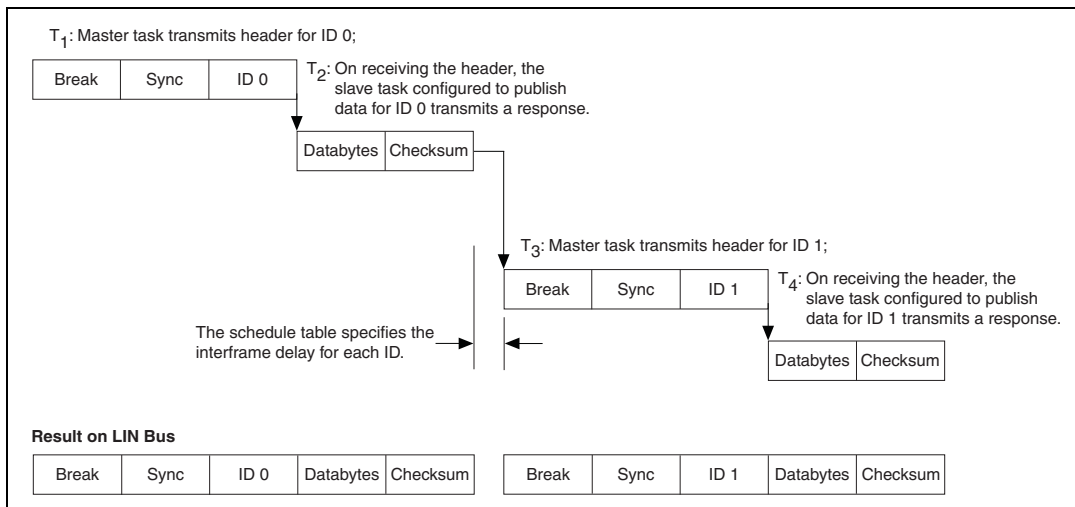 T1: Master task transmits header for ID 0;
Break Sync ID 0
T2: On receiving the header, the
slave task configured to publish
data for ID 0 transmits a response.
Databytes Checksum
T3: Master task transmits header for ID 1;
Break Sync ID 1
T4: On receiving the header, the
slave task configured to publish
data for ID 1 transmits a response.
The schedule table specifies the
interframe delay for each ID.
Databytes Checksum
Result on LIN Bus
Break Sync ID 0 Databytes Checksum Break Sync ID 1 Databytes Checksum